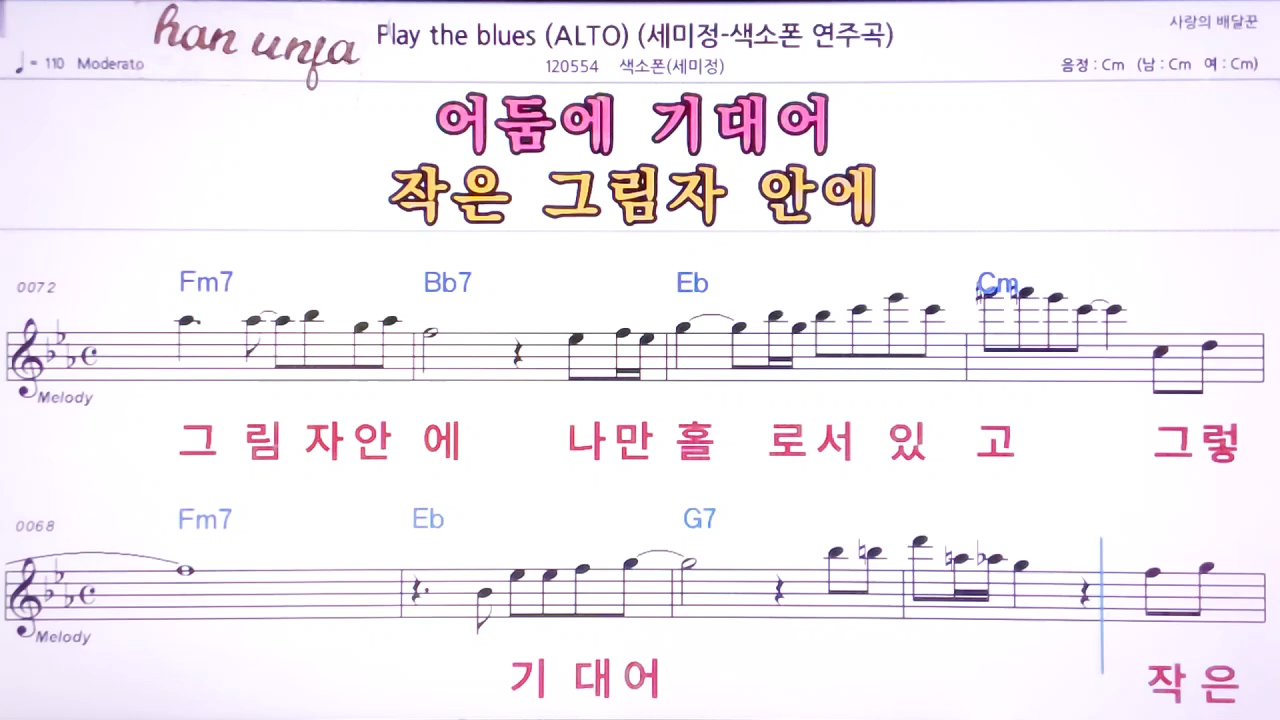 han unja
Play the blues (ALTO) (세미정-색소폰 연주곡)
사랑의 배달꾼
♩= 110 Moderato
120554 색소폰(세미정)
음정 : Cm (남 : Cm 여 : Cm)
어둠에 기대어
작은 그림자 안에
0072 Fm7 Bb7 Eb Cm
Melody
그 림 자 안 에 나 만 홀 로 서 있 고 그 렇
0068 Fm7 Eb G7
Melody
기 대 어 작 은